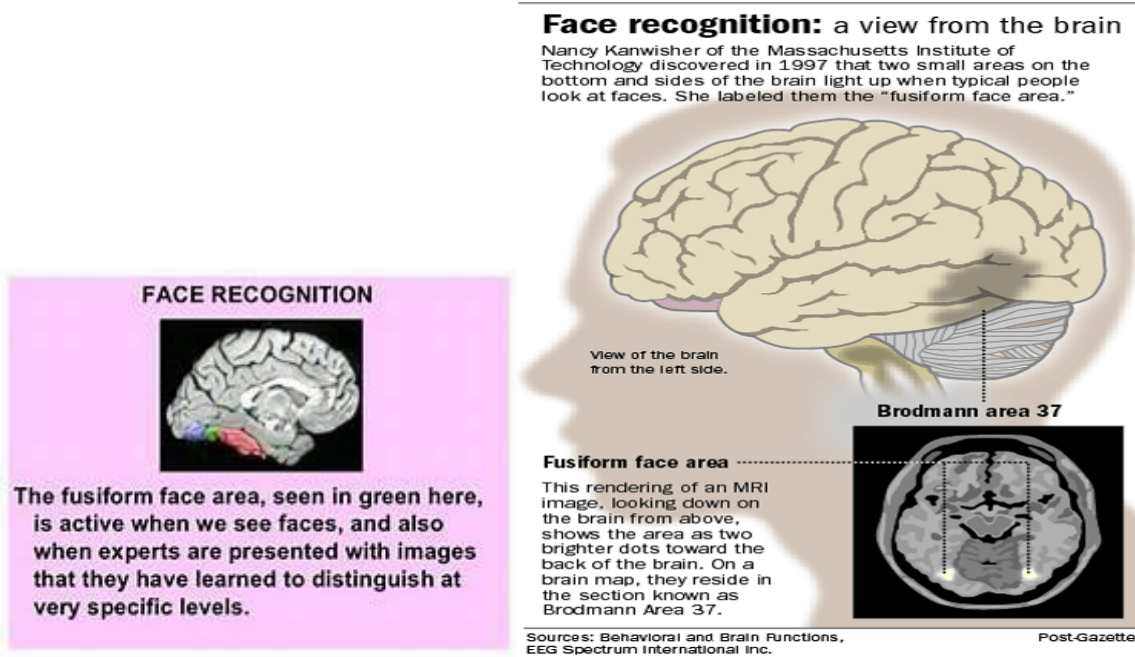 FACE RECOGNITION
The fusiform face area, seen in green here,
is active when we see faces, and also
when experts are presented with images
that they have learned to distinguish at
very specific levels.
Face recognition: a view from the brain
Nancy Kanwisher of the Massachusetts Institute of
Technology discovered in 1997 that two small areas on the
bottom and sides of the brain light up when typical people
look at faces. She labeled them the “fusiform face area.”
View of the brain
from the left side.
Brodmann area 37
Fusiform face area
This rendering of an MRI
image, looking down on
the brain from above,
shows the area as two
brighter dots toward the
back of the brain. On a
brain map, they reside in
the section known as
Brodmann Area 37.
Sources: Behavioral and Brain Functions,
EEG Spectrum International Inc.
Post-Gazette